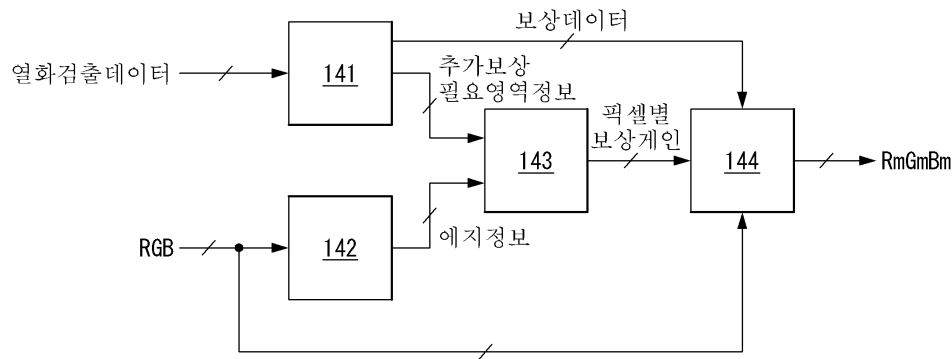 보상데이터
열화검출데이터
141
추가보상
필요영역정보
픽셀별
보상게인
143
144
RmGmBm
RGB
142
에지정보